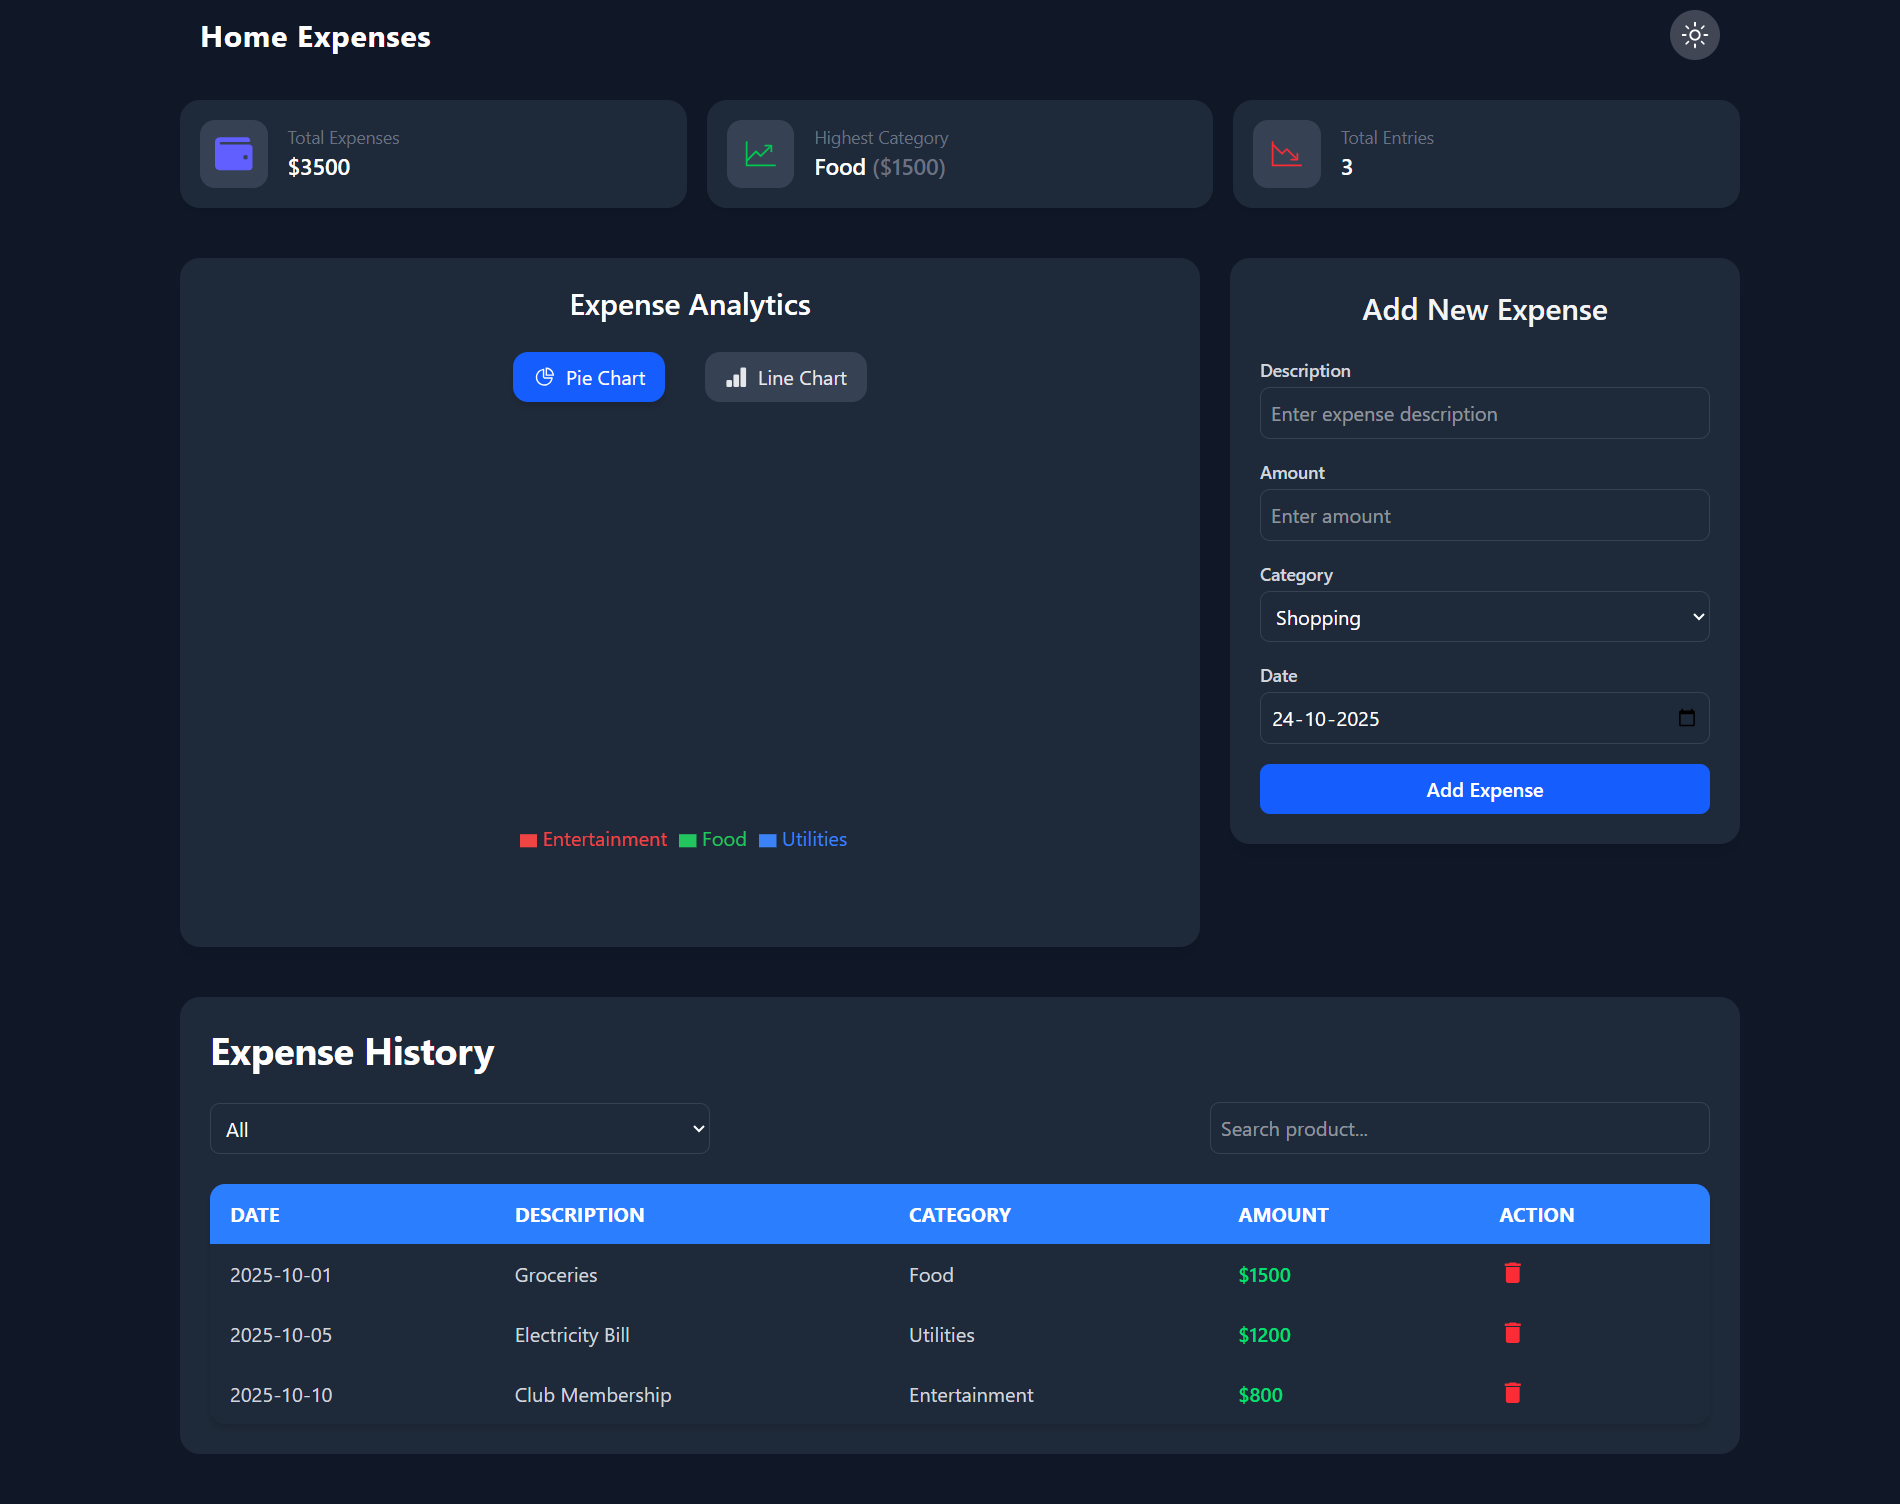 Home Expenses
Total Expenses
$3500
Highest Category
Food ($1500)
Total Entries
3
Expense Analytics
Pie Chart
Line Chart
Entertainment Food Utilities
Add New Expense
Description
Enter expense description
Amount
Enter amount
Category
Shopping
Date
24-10-2025
Add Expense
Expense History
All
Search product...
DATE DESCRIPTION CATEGORY AMOUNT ACTION
2025-10-01 Groceries Food $1500
2025-10-05 Electricity Bill Utilities $1200
2025-10-10 Club Membership Entertainment $800